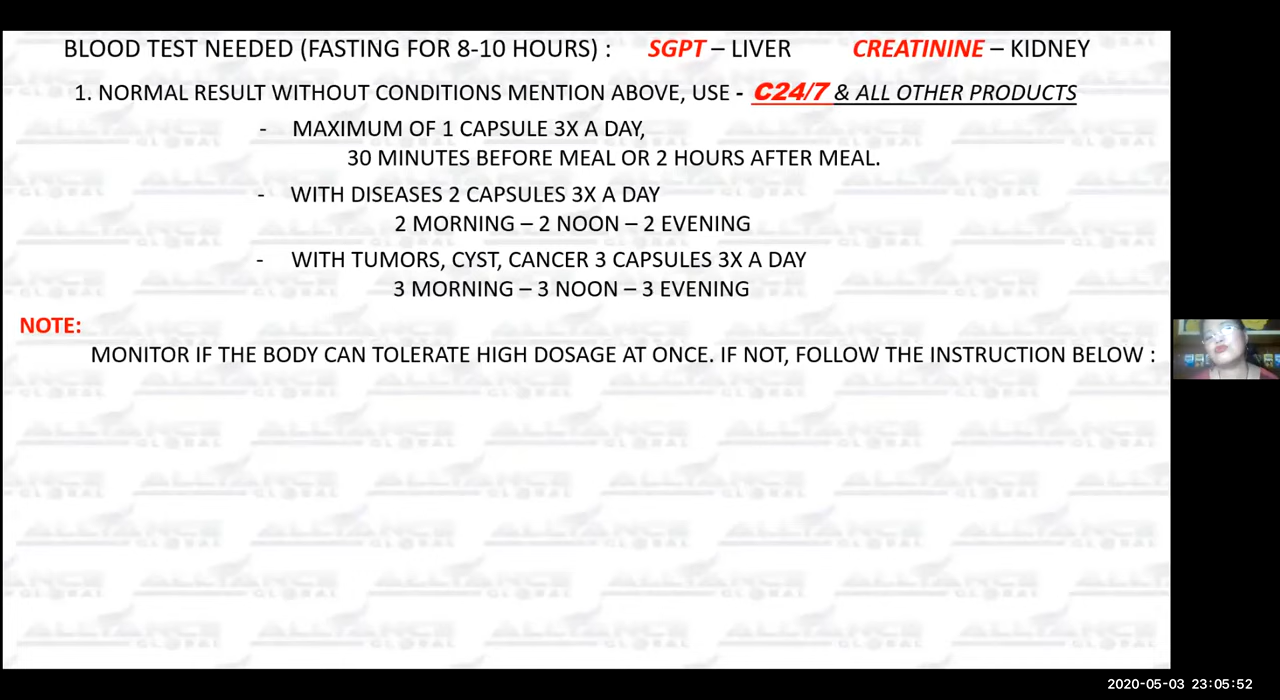 BLOOD TEST NEEDED (FASTING FOR 8-10 HOURS) : SGPT – LIVER CREATININE – KIDNEY
1. NORMAL RESULT WITHOUT CONDITIONS MENTION ABOVE, USE - C24/7 & ALL OTHER PRODUCTS
- MAXIMUM OF 1 CAPSULE 3X A DAY,
30 MINUTES BEFORE MEAL OR 2 HOURS AFTER MEAL.
- WITH DISEASES 2 CAPSULES 3X A DAY
2 MORNING – 2 NOON – 2 EVENING
- WITH TUMORS, CYST, CANCER 3 CAPSULES 3X A DAY
3 MORNING – 3 NOON – 3 EVENING
NOTE:
MONITOR IF THE BODY CAN TOLERATE HIGH DOSAGE AT ONCE. IF NOT, FOLLOW THE INSTRUCTION BELOW :
ALLIANCE
GLOBAL
2020-05-03 23:05:52